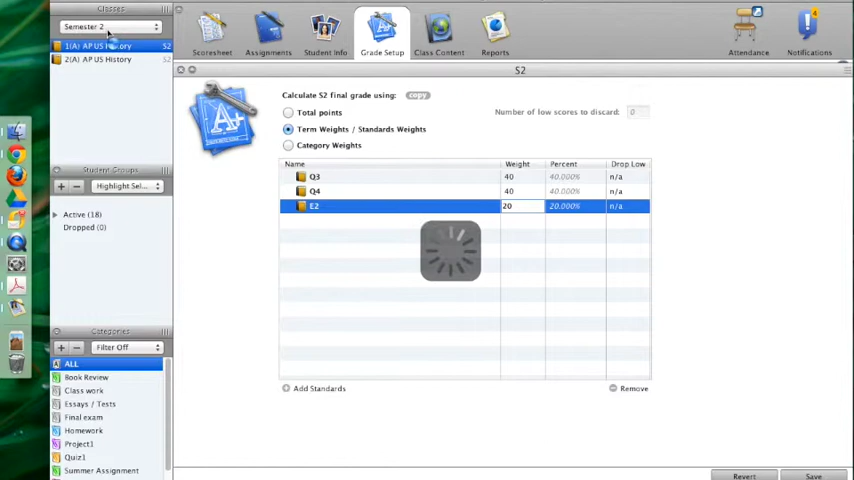 Classes
Semester 2
1(A) AP US History S2
2(A) AP US History S2
Student Groups
Highlight Sel...
Active (18)
Dropped (0)
Categories
Filter Off
ALL
Book Review
Class work
Essays / Tests
Final exam
Homework
Project1
Quiz1
Summer Assignment
Scoresheet
Assignments
Student Info
Grade Setup
Class Content
Reports
Attendance
4
Notifications
S2
A+
Calculate S2 final grade using: copy
Total points
Number of low scores to discard: 0
Term Weights / Standards Weights
Category Weights
Name Weight Percent Drop Low
Q3 40 40.000% n/a
Q4 40 40.000% n/a
E2 20 20.000% n/a
Add Standards
Remove
Revert
Save